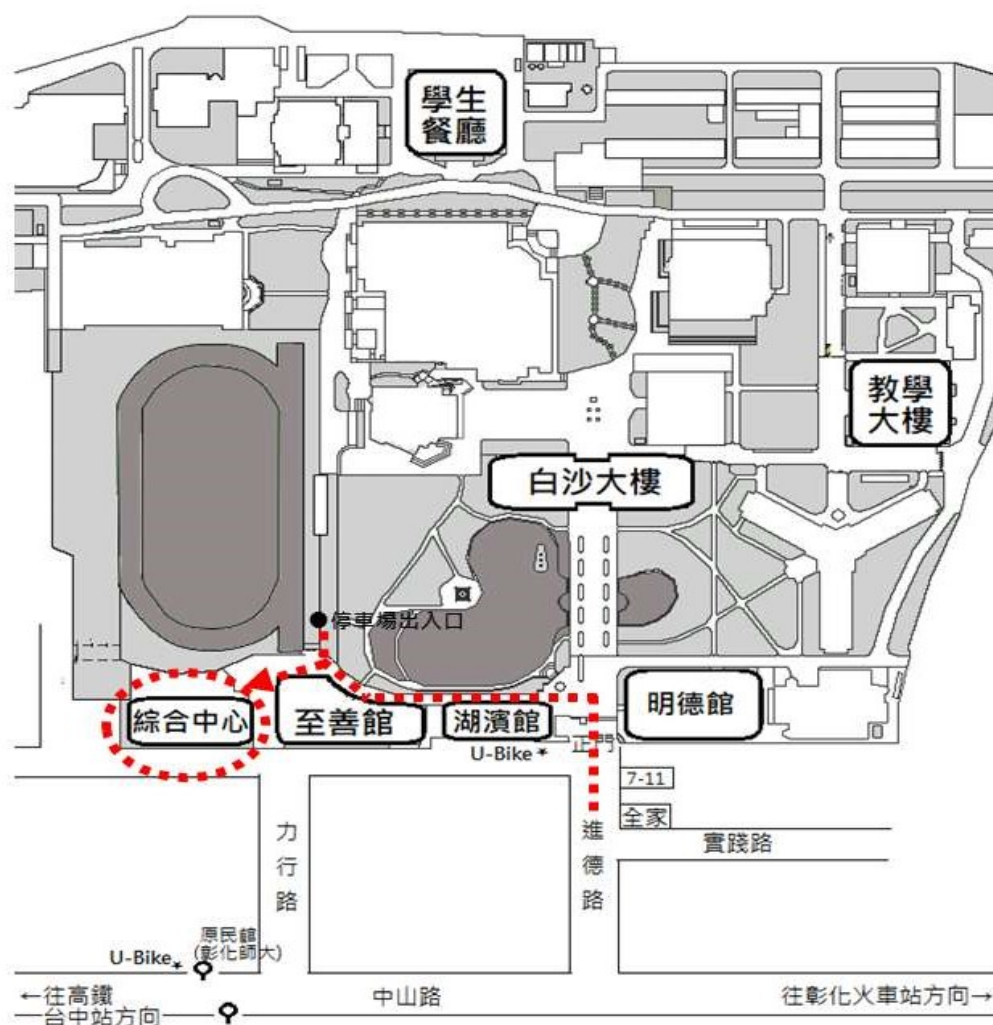 學生
餐廳
教學
大樓
白沙大樓
停車場出入口
綜合中心
至善館
湖濱館
明德館
U-Bike
正門
7-11
全家
力行路
進德路
實踐路
原民館
(彰化師大)
U-Bike
←往高鐵
台中站方向
中山路
往彰化火車站方向→